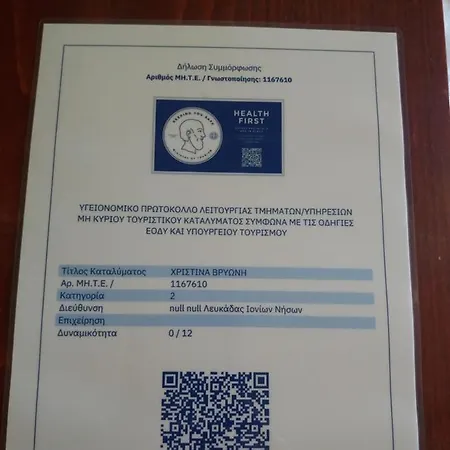 Δήλωση Συμμόρφωσης
Αριθμός ΜΗ.Τ.Ε. / Γνωστοποίησης: 1167610
HEALTH
FIRST
ΥΓΕΙΟΝΟΜΙΚΟ ΠΡΩΤΟΚΟΛΛΟ ΛΕΙΤΟΥΡΓΙΑΣ ΤΜΗΜΑΤΩΝ/ΥΠΗΡΕΣΙΩΝ
ΜΗ ΚΥΡΙΟΥ ΤΟΥΡΙΣΤΙΚΟΥ ΚΑΤΑΛΥΜΑΤΟΣ ΣΥΜΦΩΝΑ ΜΕ ΤΙΣ ΟΔΗΓΙΕΣ
ΕΟΔΥ ΚΑΙ ΥΠΟΥΡΓΕΙΟΥ ΤΟΥΡΙΣΜΟΥ
Τίτλος Καταλύματος ΧΡΙΣΤΙΝΑ ΒΡΥΩΝΗ
Αρ. ΜΗ.Τ.Ε. / 1167610
Κατηγορία 2
Διεύθυνση null null Λευκάδας Ιονίων Νήσων
Επιχείρηση
Δυναμικότητα 0 / 12